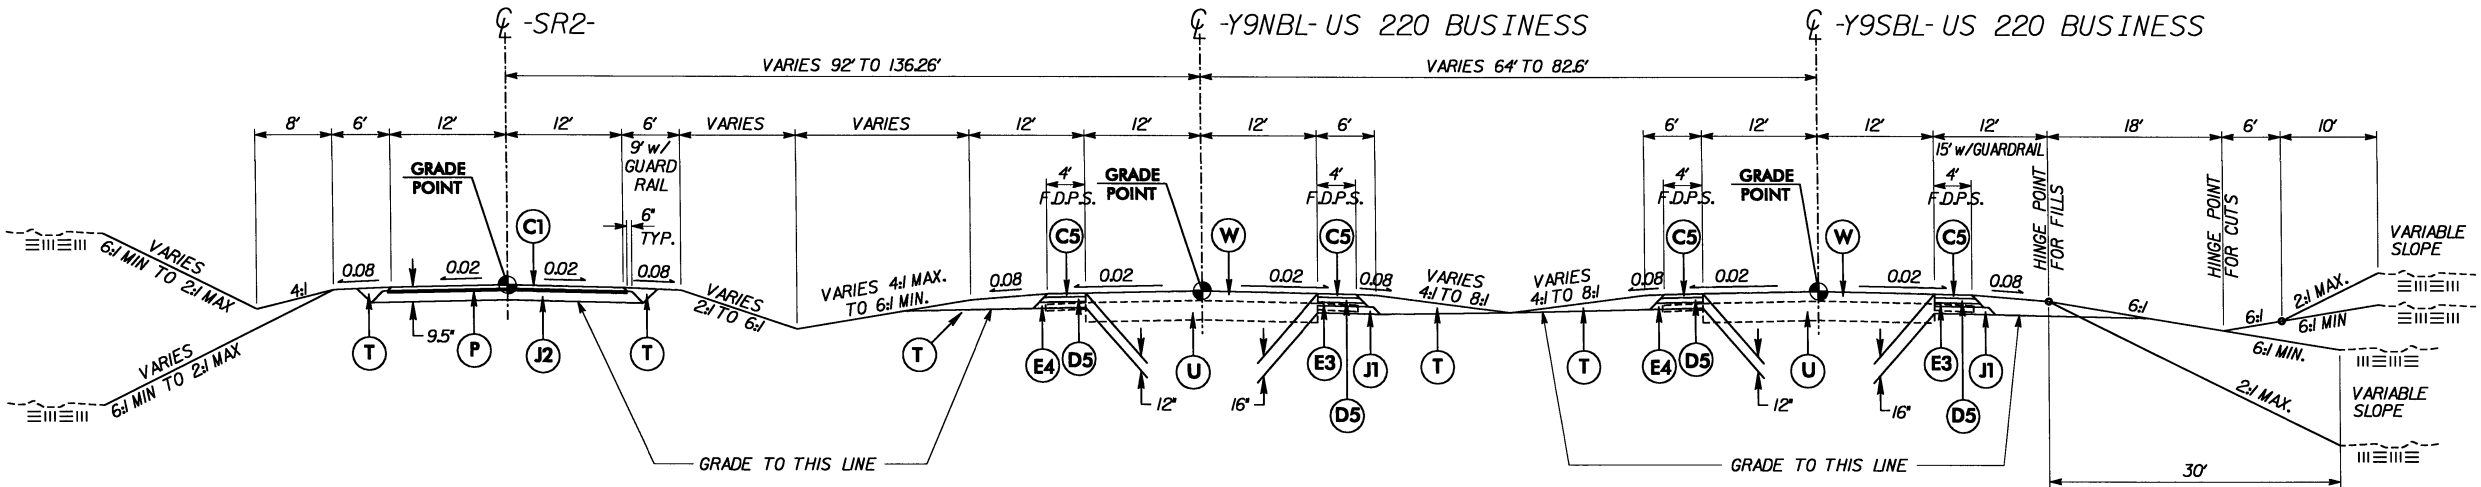 ℄ -SR2-
℄ -Y9NBL- US 220 BUSINESS
℄ -Y9SBL- US 220 BUSINESS
VARIES 92' TO 136.26'
VARIES 64' TO 82.6'
8'
6'
12'
12'
6'
VARIES
VARIES
12'
12'
12'
6'
6'
12'
12'
12'
18'
6'
10'
9' w/
GUARD
RAIL
15' w/GUARDRAIL
GRADE
POINT
GRADE
POINT
GRADE
POINT
4'
F.D.P.S.
4'
F.D.P.S.
4'
F.D.P.S.
4'
F.D.P.S.
6"
TYP.
C1
C5
W
C5
C5
W
C5
HINGE POINT
FOR FILLS
HINGE POINT
FOR CUTS
VARIABLE
SLOPE
VARIES
6:1 MIN TO 2:1 MAX
4:1
0.08
0.02
0.02
0.08
VARIES
2:1 TO 6:1
VARIES 4:1 MAX.
TO 6:1 MIN.
0.08
0.02
0.02
0.08
VARIES
4:1 TO 8:1
VARIES
4:1 TO 8:1
0.08
0.02
0.02
0.08
6:1
6:1
2:1 MAX.
6:1 MIN
6:1 MIN.
VARIES
6:1 MIN TO 2:1 MAX
T
9.5"
P
J2
T
T
E4
D5
12"
U
16"
E3
D5
J1
T
T
E4
D5
12"
U
16"
E3
D5
J1
2:1 MAX.
VARIABLE
SLOPE
GRADE TO THIS LINE
GRADE TO THIS LINE
30'